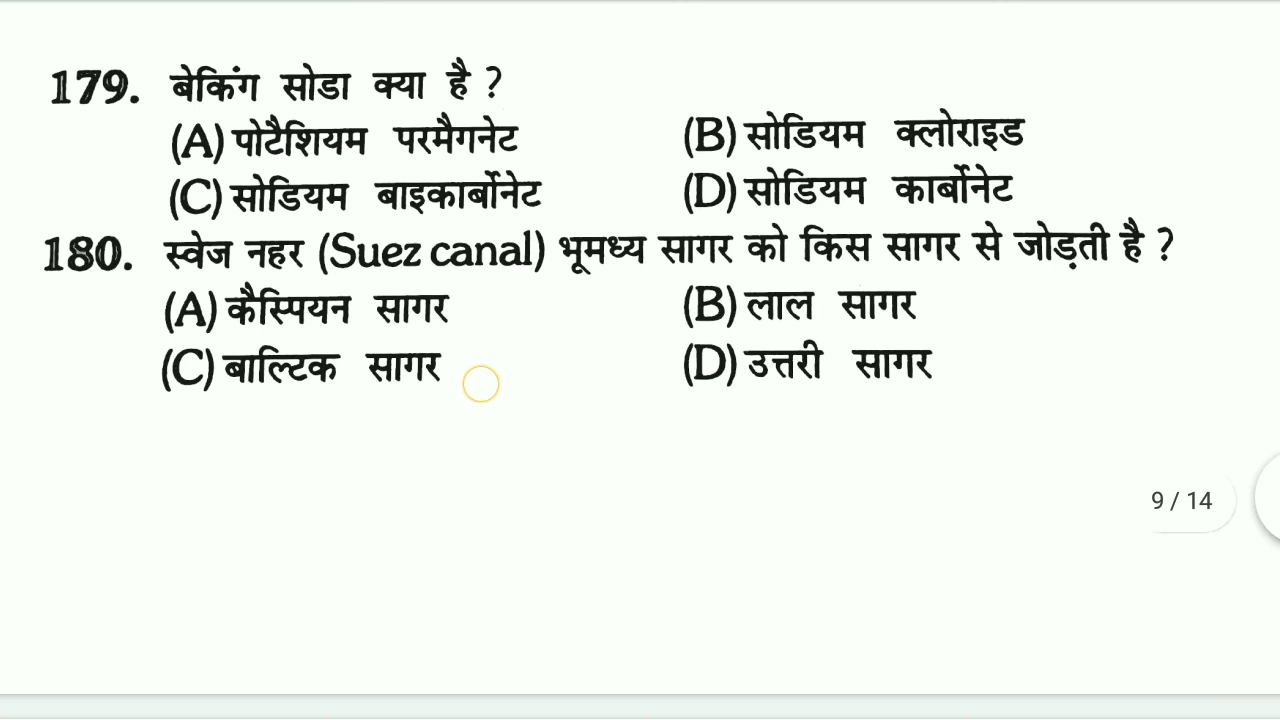 179. बेकिंग सोडा क्या है ?
(A) पोटैशियम परमैगनेट (B) सोडियम क्लोराइड
(C) सोडियम बाइकार्बोनेट (D) सोडियम कार्बोनेट
180. स्वेज नहर (Suez canal) भूमध्य सागर को किस सागर से जोड़ती है ?
(A) कैस्पियन सागर (B) लाल सागर
(C) बाल्टिक सागर (D) उत्तरी सागर
9 / 14